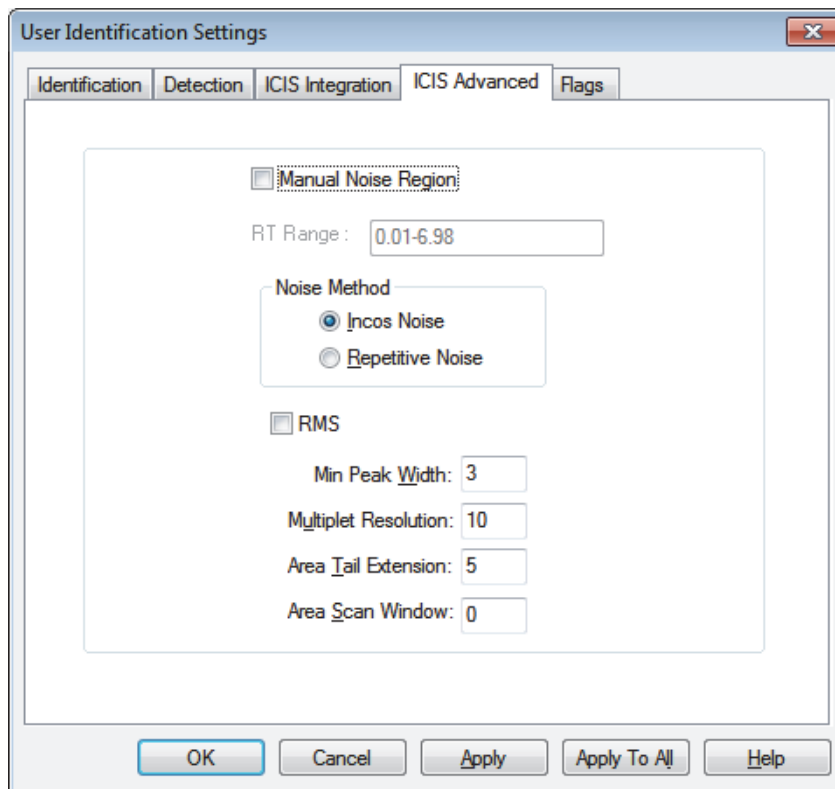 User Identification Settings
Identification Detection ICIS Integration ICIS Advanced Flags
Manual Noise Region
RT Range : 0.01-6.98
Noise Method
Incos Noise
Repetitive Noise
RMS
Min Peak Width: 3
Multiplet Resolution: 10
Area Tail Extension: 5
Area Scan Window: 0
OK Cancel Apply Apply To All Help